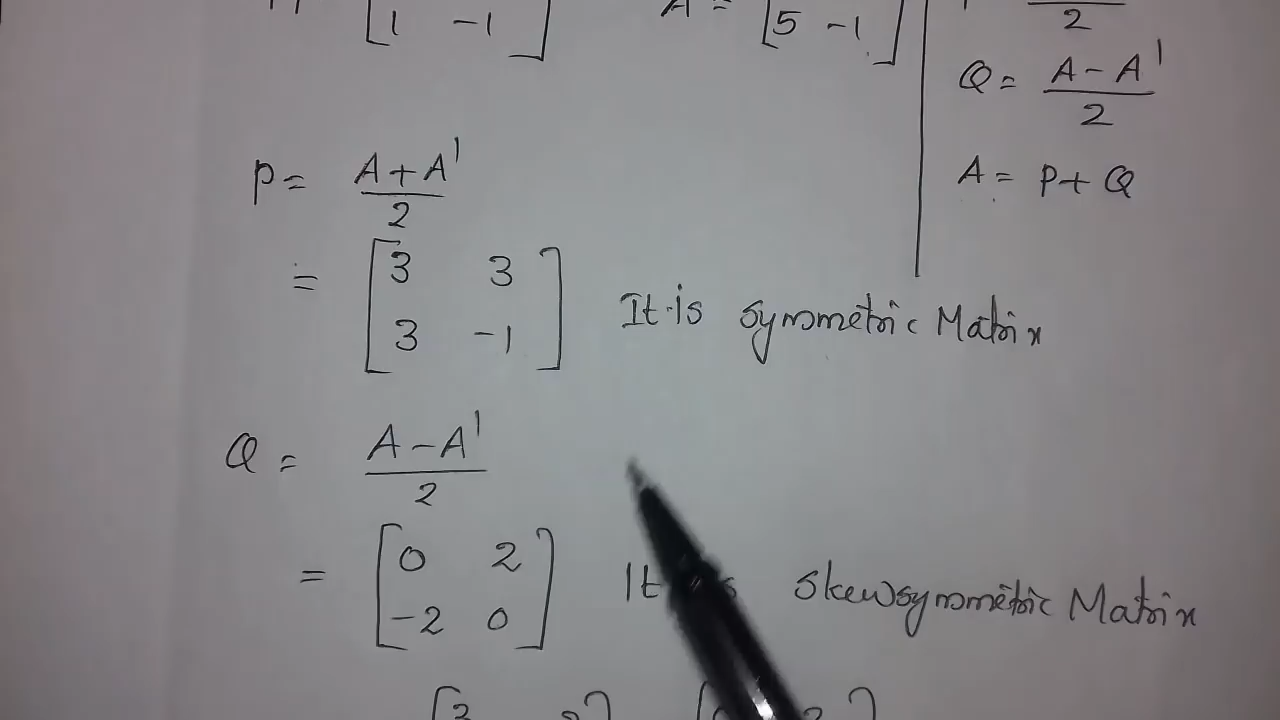 [1 -1] A' = [5 -1] 2
Q = A - A' / 2
A = P + Q
P = A + A' / 2
= [3 3
3 -1] It is symmetric Matrix
Q = A - A' / 2
= [0 2
-2 0] It is skewsymmetric Matrix